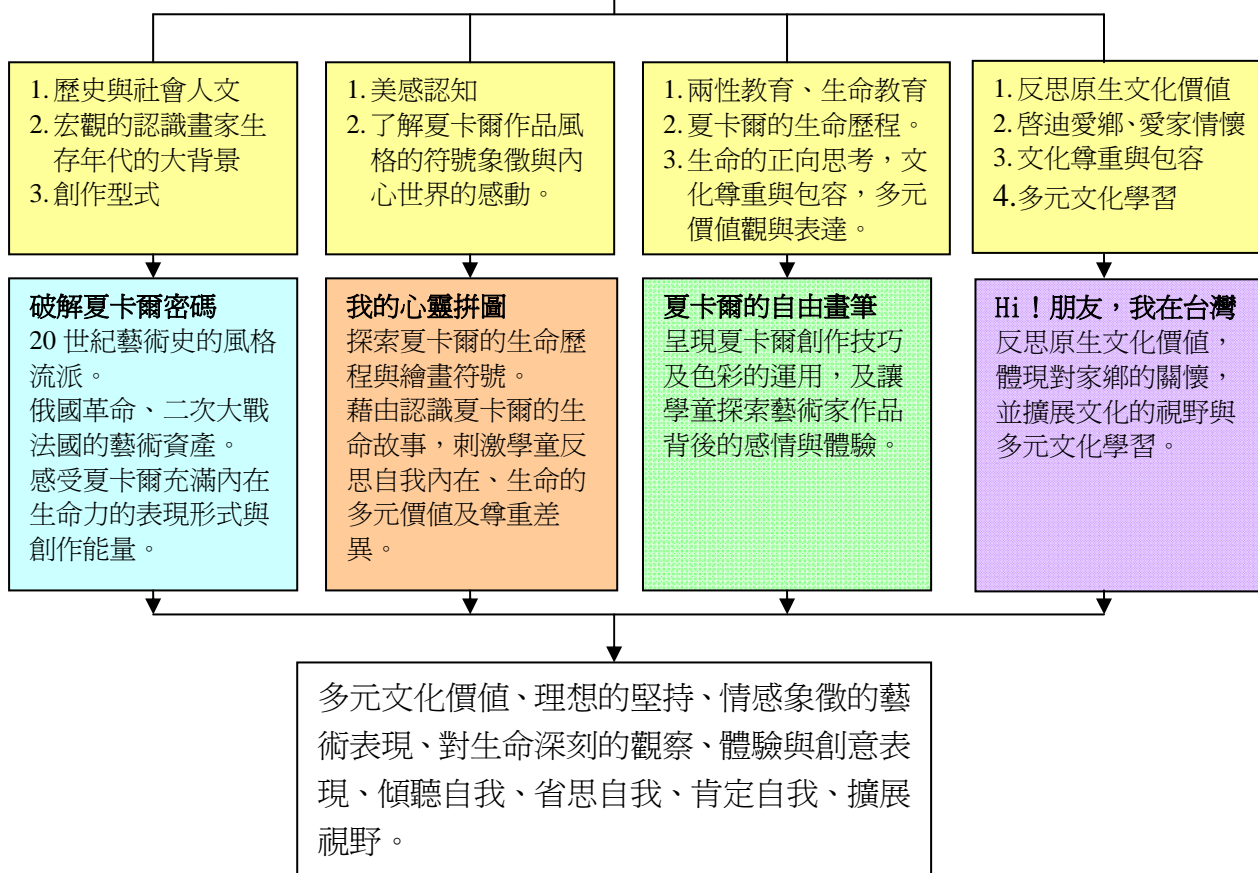 1. 歷史與社會人文
2. 宏觀的認識畫家生
存年代的大背景
3. 創作型式
1. 美感認知
2. 了解夏卡爾作品風
格的符號象徵與內
心世界的感動。
1. 兩性教育、生命教育
2. 夏卡爾的生命歷程。
3. 生命的正向思考，文
化尊重與包容，多元
價值觀與表達。
1. 反思原生文化價值
2. 啓迪愛鄉、愛家情懷
3. 文化尊重與包容
4. 多元文化學習
破解夏卡爾密碼
20 世紀藝術史的風格
流派。
俄國革命、二次大戰
法國的藝術資產。
感受夏卡爾充滿內在
生命力的表現形式與
創作能量。
我的心靈拼圖
探索夏卡爾的生命歷
程與繪畫符號。
藉由認識夏卡爾的生
命故事，刺激學童反
思自我內在、生命的
多元價值及尊重差
異。
夏卡爾的自由畫筆
呈現夏卡爾創作技巧
及色彩的運用，及讓
學童探索藝術家作品
背後的感情與體驗。
Hi！朋友，我在台灣
反思原生文化價值，
體現對家鄉的關懷，
並擴展文化的視野與
多元文化學習。
多元文化價值、理想的堅持、情感象徵的藝
術表現、對生命深刻的觀察、體驗與創意表
現、傾聽自我、省思自我、肯定自我、擴展
視野。